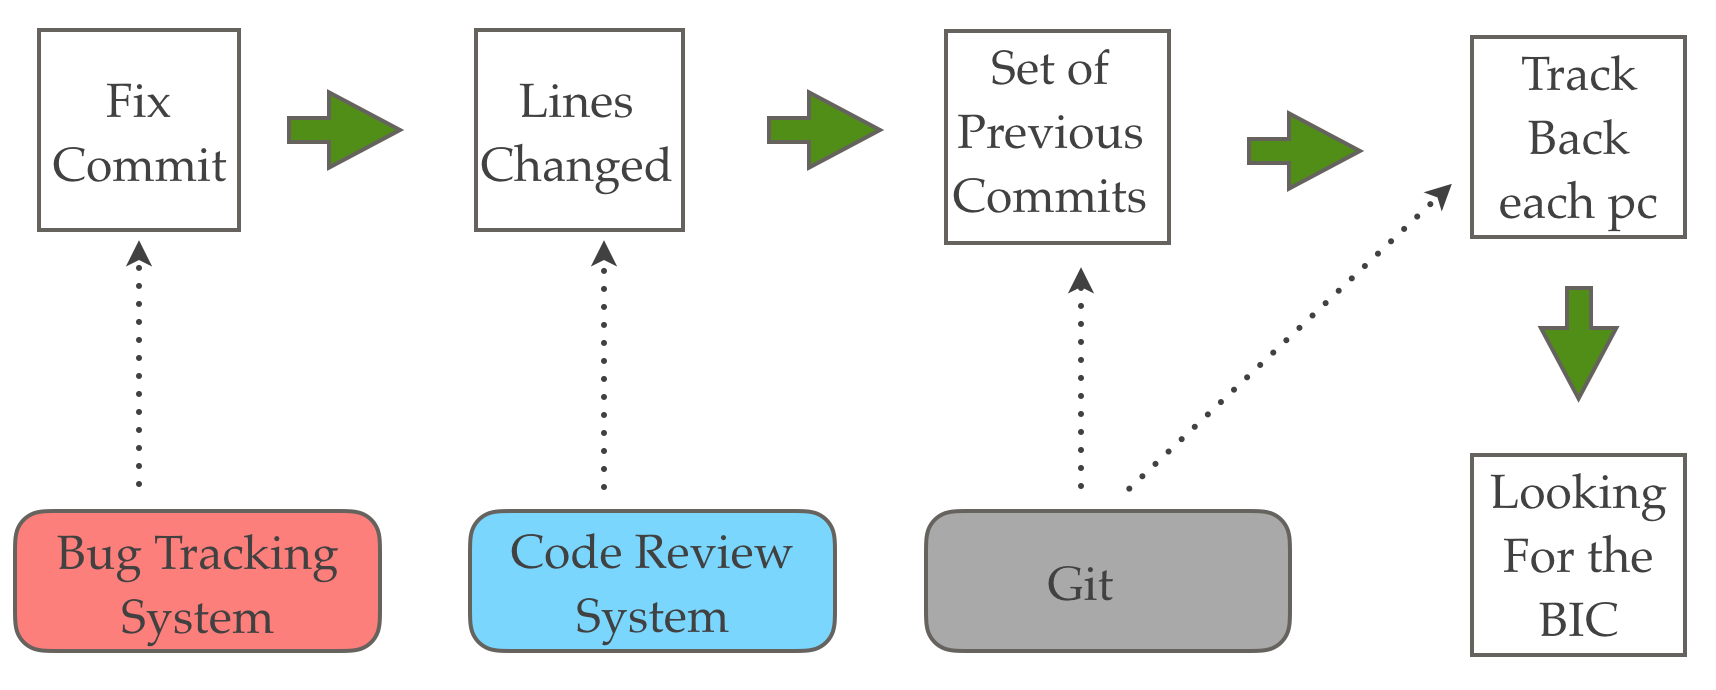 Fix
Commit
Lines
Changed
Set of
Previous
Commits
Track
Back
each pc
Looking
For the
BIC
Bug Tracking
System
Code Review
System
Git